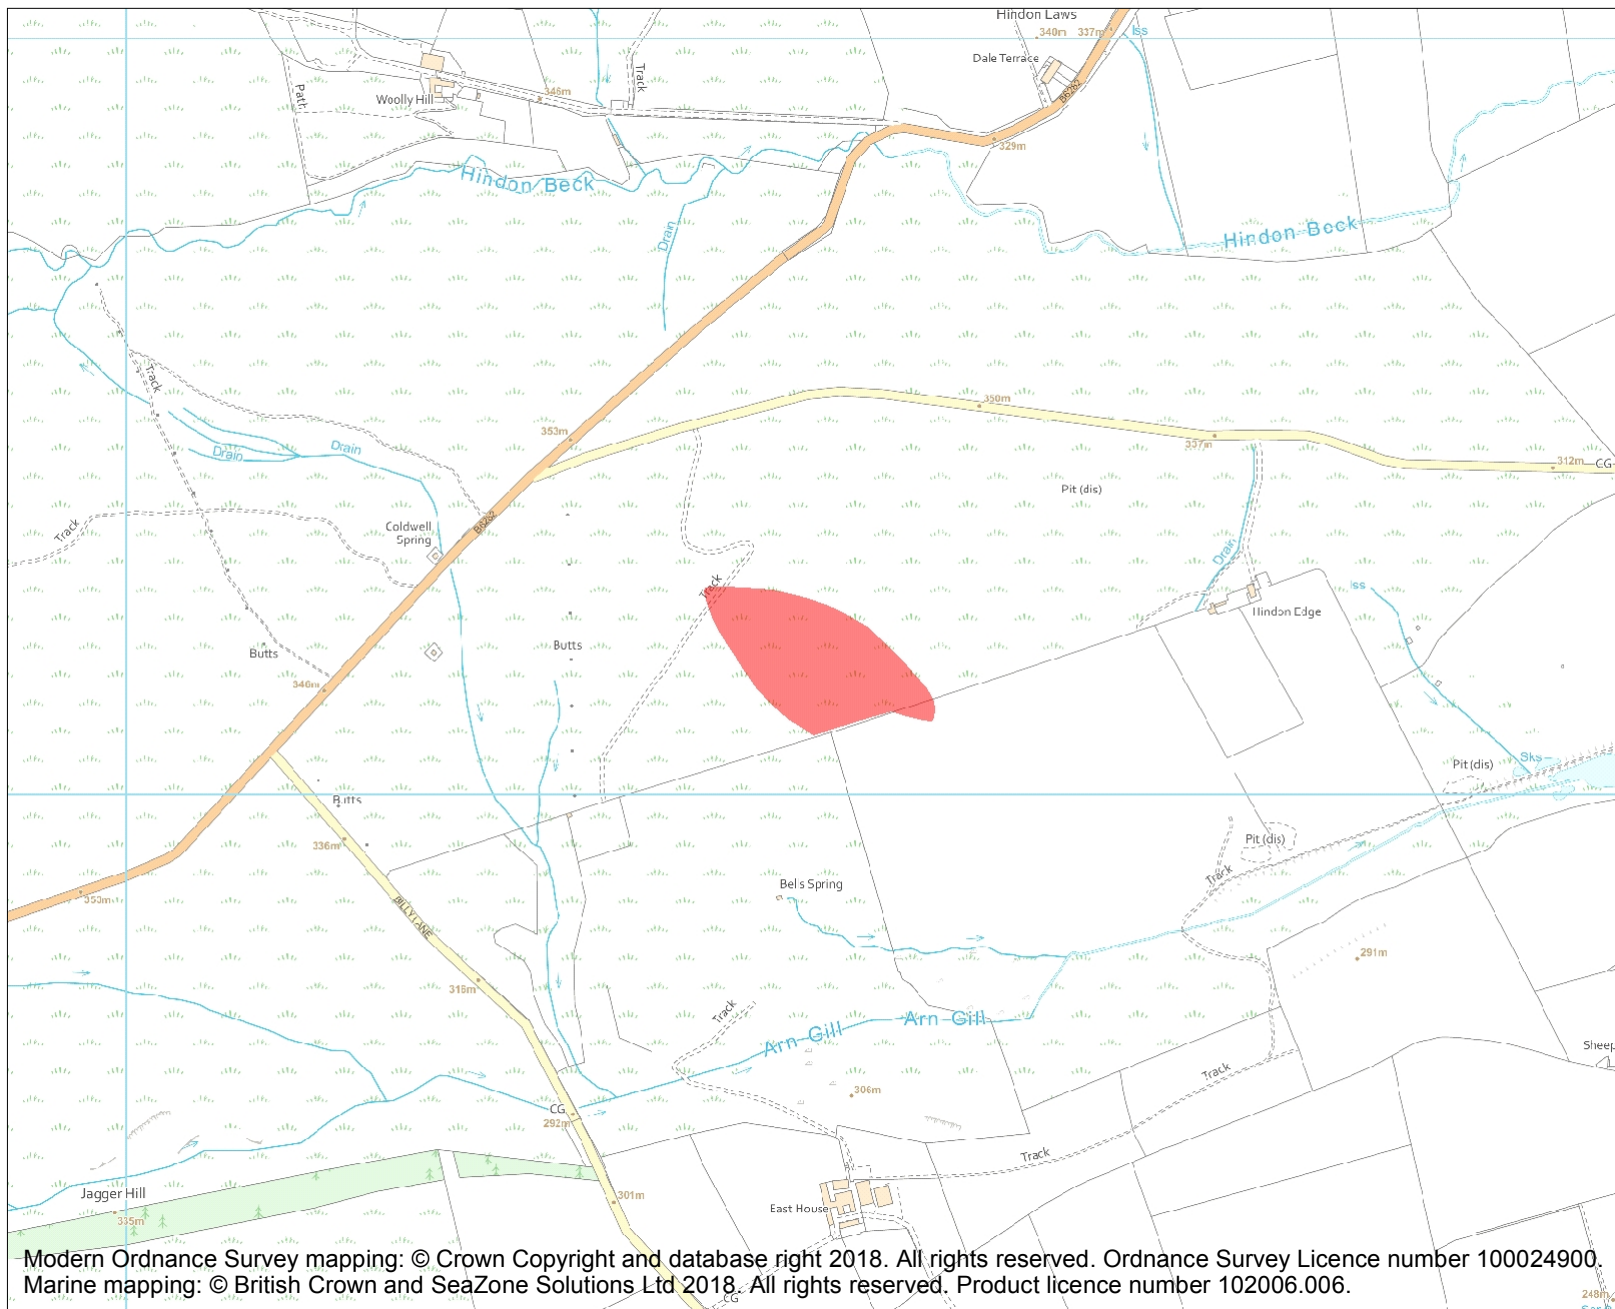 Hindon Laws
340m 337m
Iss
Dale Terrace
B6282
Track
Path
346m
Woolly Hill
329m
Hindon Beck
Drain
Hindon Beck
Track
353m
350m
337m
312m
CG
Drain
Drain
Pit (dis)
Track
Coldwell
Spring
B6282
Drain
Track
Iss
Hindon Edge
Butts
Butts
346m
Pit (dis)
Sks
Butts
336m
Pit (dis)
353m
Bel's Spring
Track
BILLY LANE
291m
316m
Track
Arn Gill
Arn Gill
Sheep
Track
306m
CG
292m
Track
Jagger Hill
335m
301m
East House
Modern Ordnance Survey mapping: © Crown Copyright and database right 2018. All rights reserved. Ordnance Survey Licence number 100024900.
Marine mapping: © British Crown and SeaZone Solutions Ltd 2018. All rights reserved. Product licence number 102006.006.
CG
248m